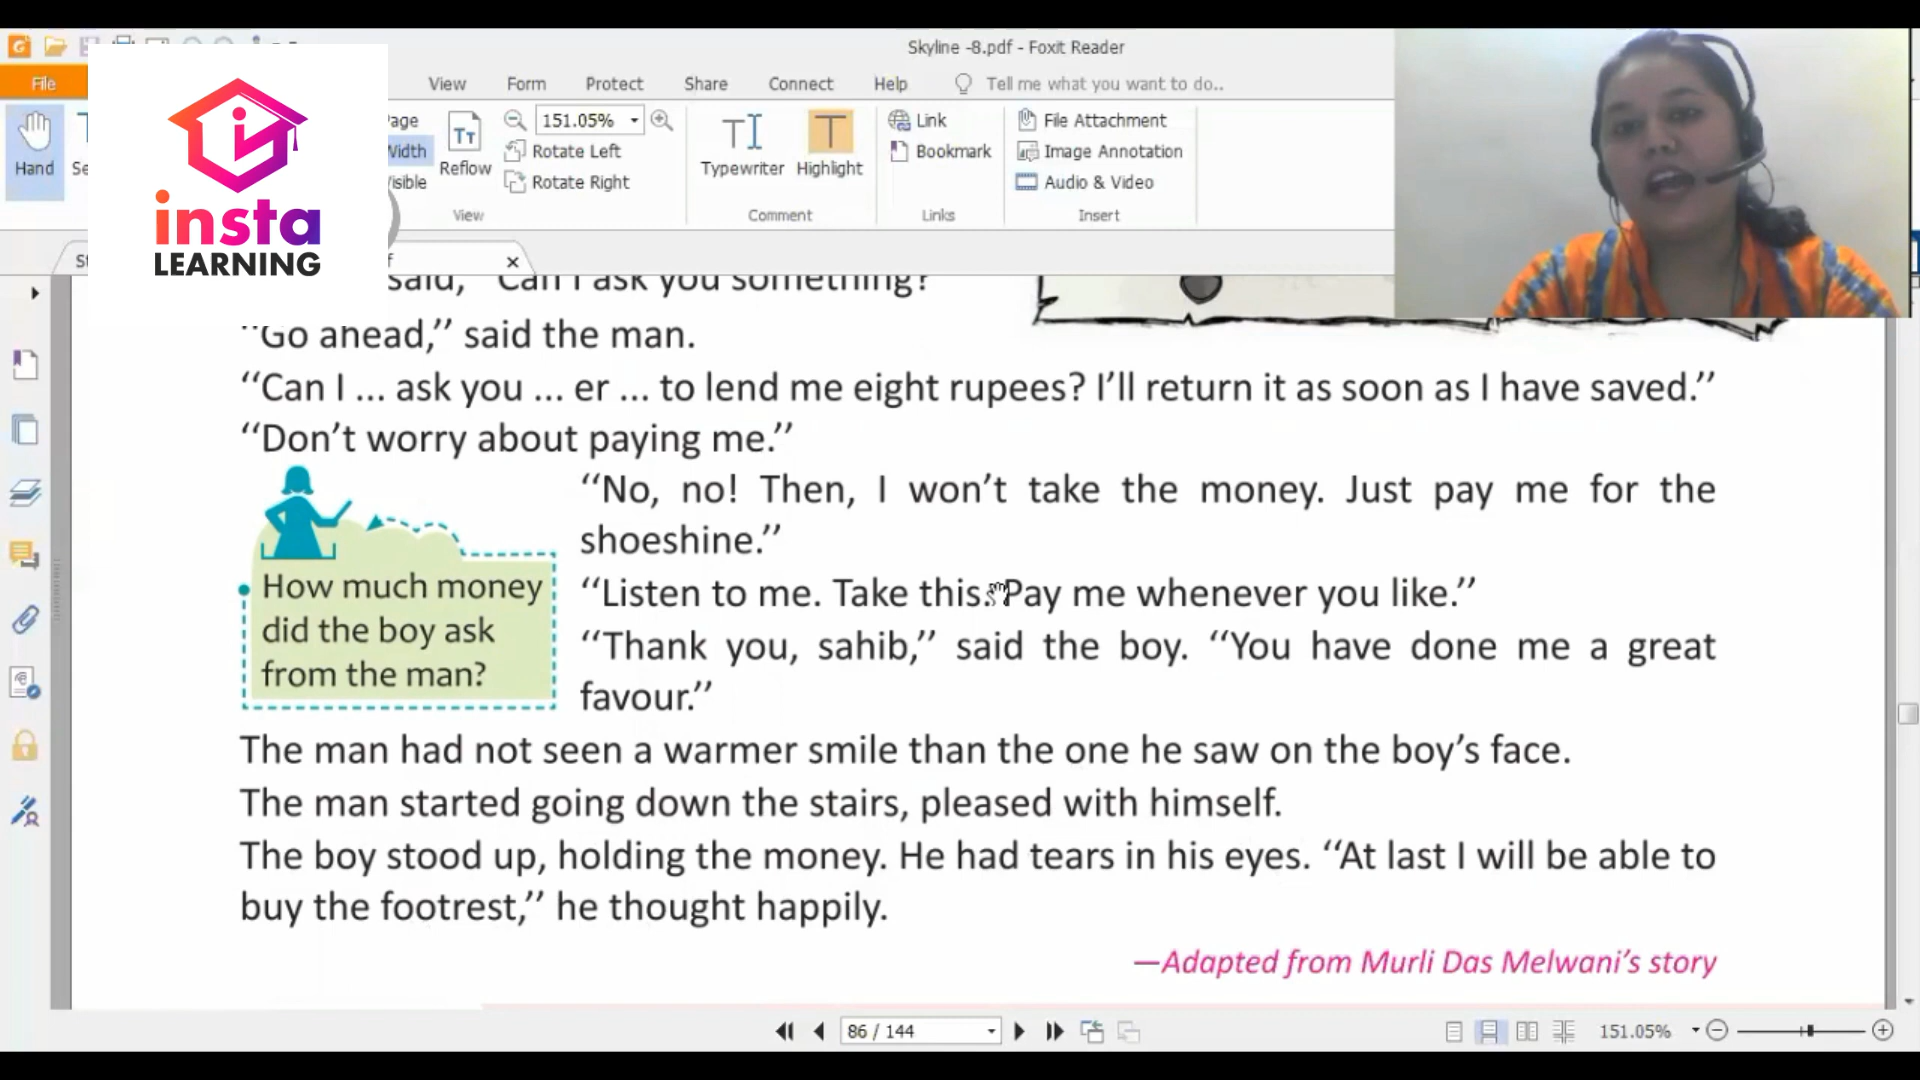 Skyline -8.pdf - Foxit Reader
File View Form Protect Share Connect Help Tell me what you want to do..
Hand
Reflow
151.05%
Rotate Left
Rotate Right
View
Typewriter Highlight
Comment
Link
Bookmark
Links
File Attachment
Image Annotation
Audio & Video
Insert
insta
LEARNING
said, “Can I ask you something?
“Go ahead,” said the man.
“Can I ... ask you ... er ... to lend me eight rupees? I’ll return it as soon as I have saved.”
“Don’t worry about paying me.”
“No, no! Then, I won’t take the money. Just pay me for the
shoeshine.”
“Listen to me. Take this. Pay me whenever you like.”
“Thank you, sahib,” said the boy. “You have done me a great
favour.”
How much money
did the boy ask
from the man?
The man had not seen a warmer smile than the one he saw on the boy’s face.
The man started going down the stairs, pleased with himself.
The boy stood up, holding the money. He had tears in his eyes. “At last I will be able to
buy the footrest,” he thought happily.
—Adapted from Murli Das Melwani’s story
86 / 144
151.05%